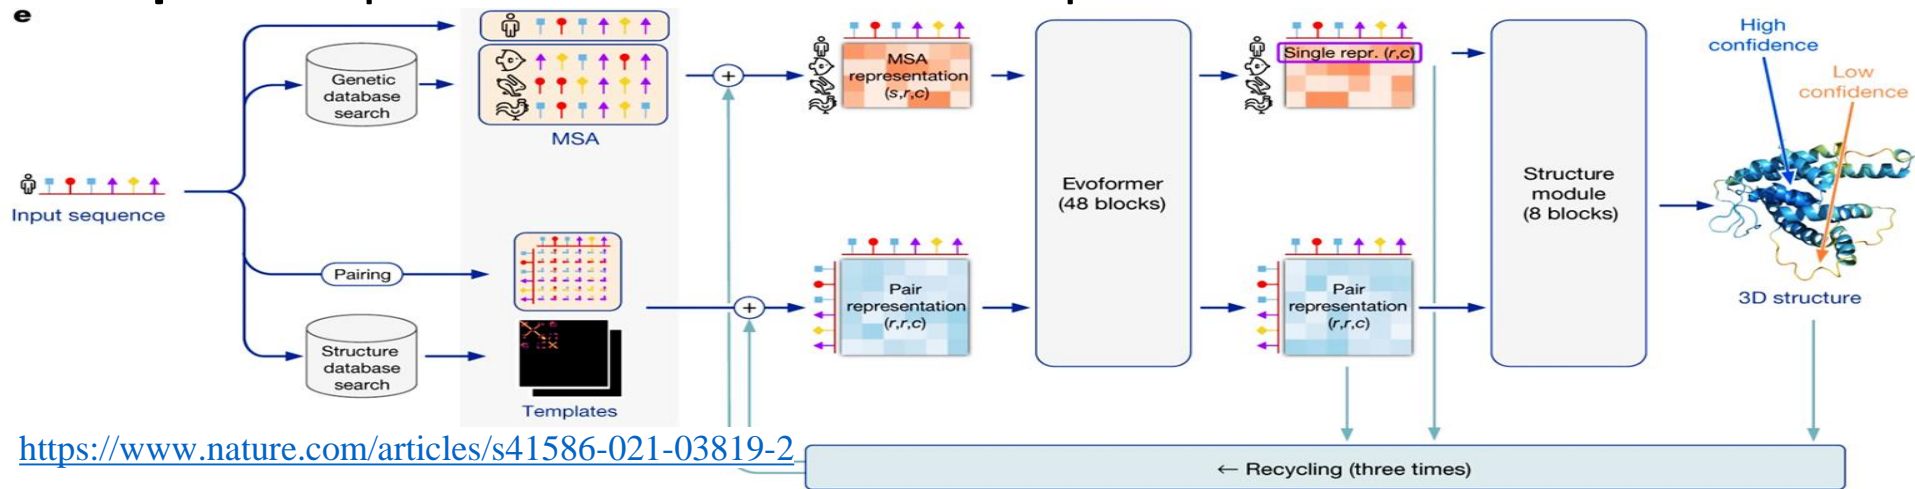 e
Input sequence
Genetic
database
search
MSA
Pairing
Structure
database
search
Templates
+
+
MSA
representation
(s,r,c)
Pair
representation
(r,r,c)
Evoformer
(48 blocks)
Single repr. (r,c)
Pair
representation
(r,r,c)
Structure
module
(8 blocks)
High
confidence
Low
confidence
3D structure
← Recycling (three times)
https://www.nature.com/articles/s41586-021-03819-2